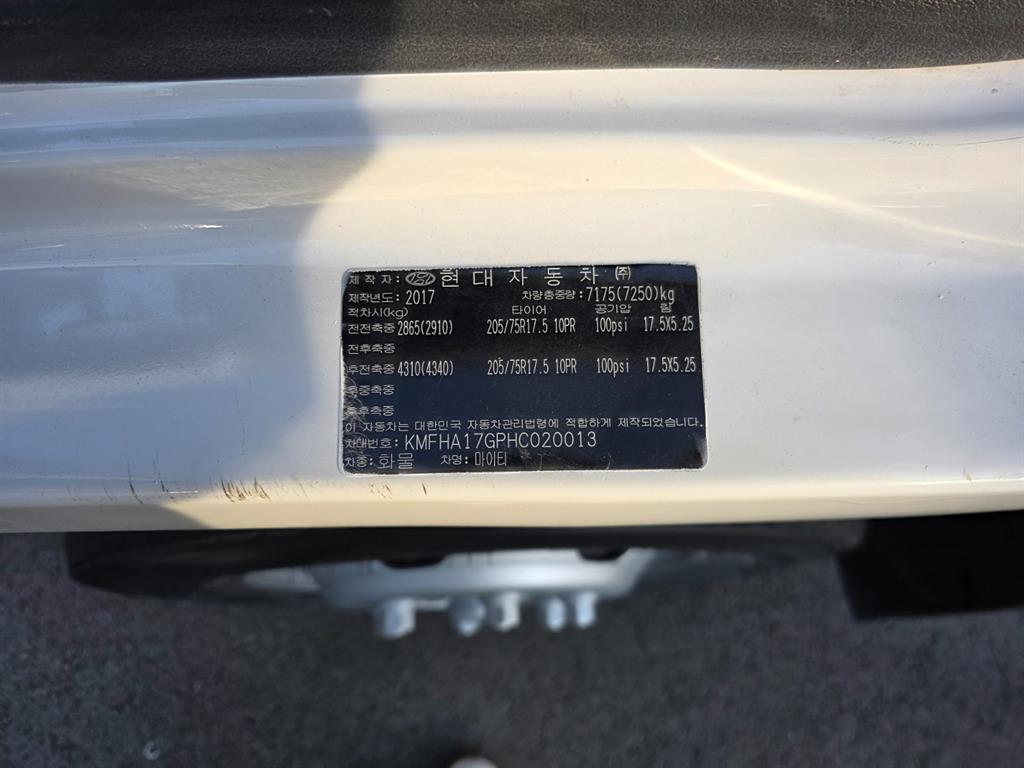 제작자: 현대자동차 ㈜
제작년도: 2017 차량총중량: 7175(7250)kg
적차시(kg) 타이어 공기압 림
전전축중 2865(2910) 205/75R17.5 10PR 100psi 17.5X5.25
전후축중
후전축중 4310(4340) 205/75R17.5 10PR 100psi 17.5X5.25
후중축중
후후축중
이 자동차는 대한민국 자동차관리법령에 적합하게 제작되었습니다.
차대번호: KMFHA17GPHC020013
차종: 화물 차명: 마이티